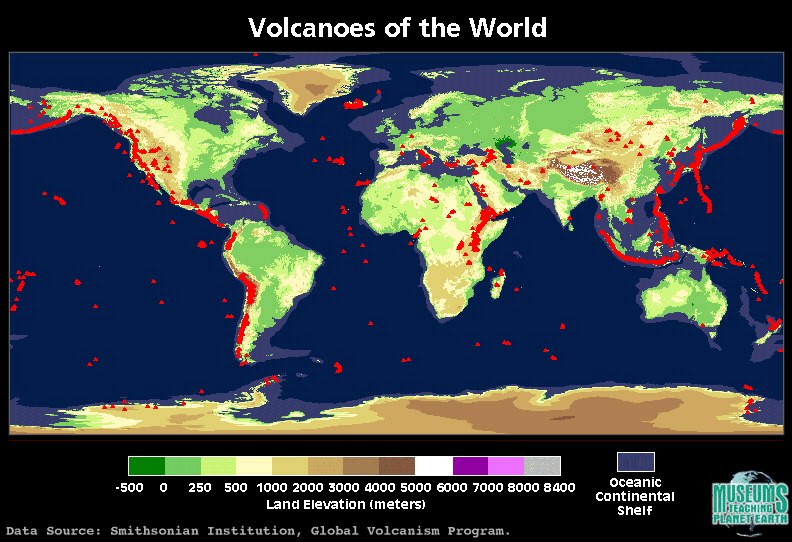 Volcanoes of the World
-500 0 250 500 1000 2000 3000 4000 5000 6000 7000 8000 8400
Land Elevation (meters)
Oceanic
Continental
Shelf
MUSEUMS
TEACHING
PLANET EARTH
Data Source: Smithsonian Institution, Global Volcanism Program.